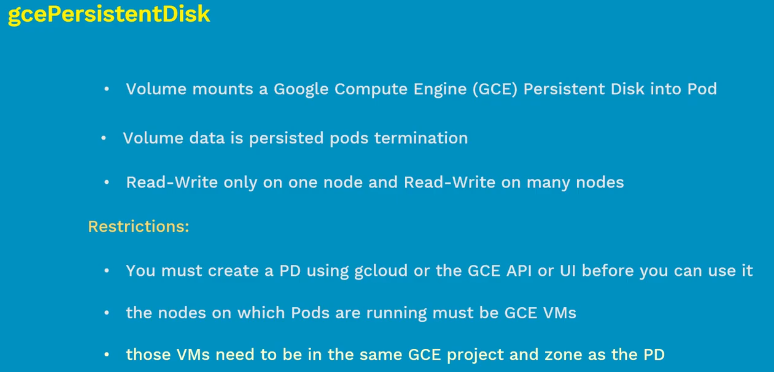 gcePersistentDisk
• Volume mounts a Google Compute Engine (GCE) Persistent Disk into Pod
• Volume data is persisted pods termination
• Read-Write only on one node and Read-Write on many nodes
Restrictions:
• You must create a PD using gcloud or the GCE API or UI before you can use it
• the nodes on which Pods are running must be GCE VMs
• those VMs need to be in the same GCE project and zone as the PD